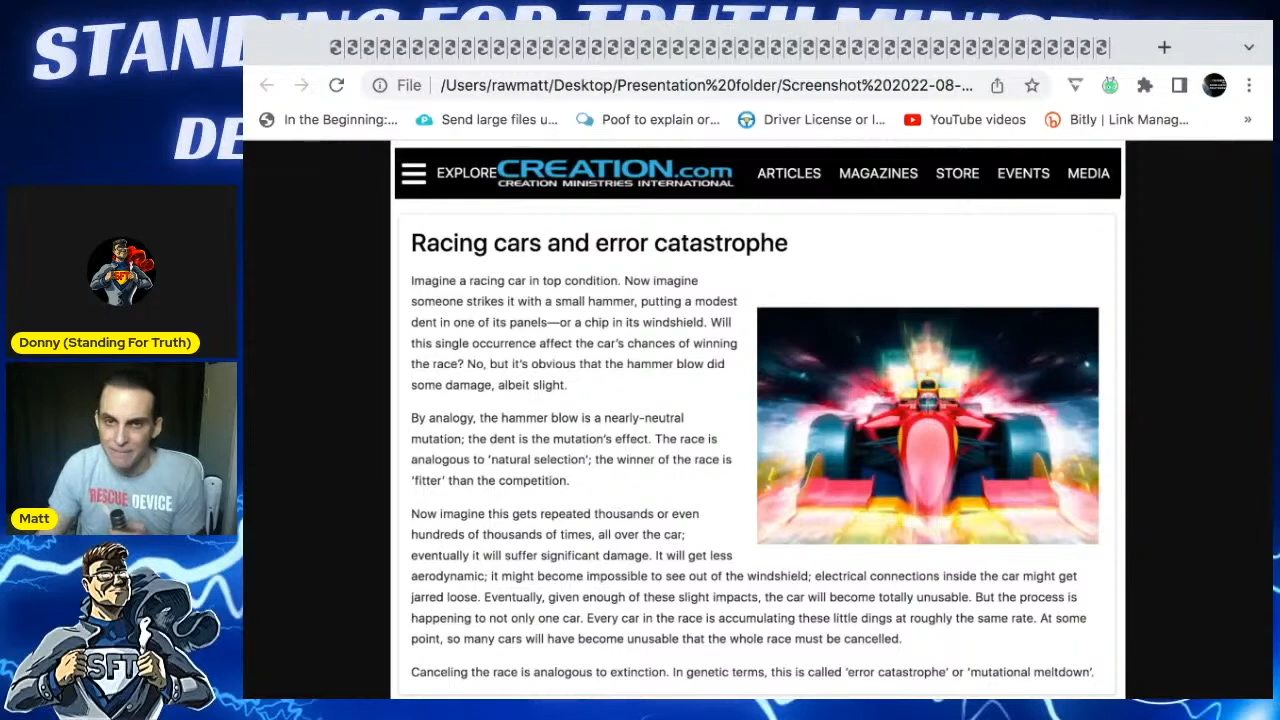 STAND FOR TRUTH MINIST
DE
File /Users/rawmatt/Desktop/Presentation%20folder/Screenshot%202022-08-...
In the Beginning:... Send large files u... Poof to explain or... Driver License or I... YouTube videos Bitly | Link Manag... »
EXPLORE CREATION.com ARTICLES MAGAZINES STORE EVENTS MEDIA
CREATION MINISTRIES INTERNATIONAL
Racing cars and error catastrophe
Imagine a racing car in top condition. Now imagine
someone strikes it with a small hammer, putting a modest
dent in one of its panels—or a chip in its windshield. Will
this single occurrence affect the car's chances of winning
the race? No, but it's obvious that the hammer blow did
some damage, albeit slight.
By analogy, the hammer blow is a nearly-neutral
mutation; the dent is the mutation's effect. The race is
analogous to 'natural selection'; the winner of the race is
'fitter' than the competition.
Now imagine this gets repeated thousands or even
hundreds of thousands of times, all over the car;
eventually it will suffer significant damage. It will get less
aerodynamic; it might become impossible to see out of the windshield; electrical connections inside the car might get
jarred loose. Eventually, given enough of these slight impacts, the car will become totally unusable. But the process is
happening to not only one car. Every car in the race is accumulating these little dings at roughly the same rate. At some
point, so many cars will have become unusable that the whole race must be cancelled.
Canceling the race is analogous to extinction. In genetic terms, this is called 'error catastrophe' or 'mutational meltdown'.
SFT
Donny (Standing For Truth)
RESCUE DEVICE
Matt
SFT